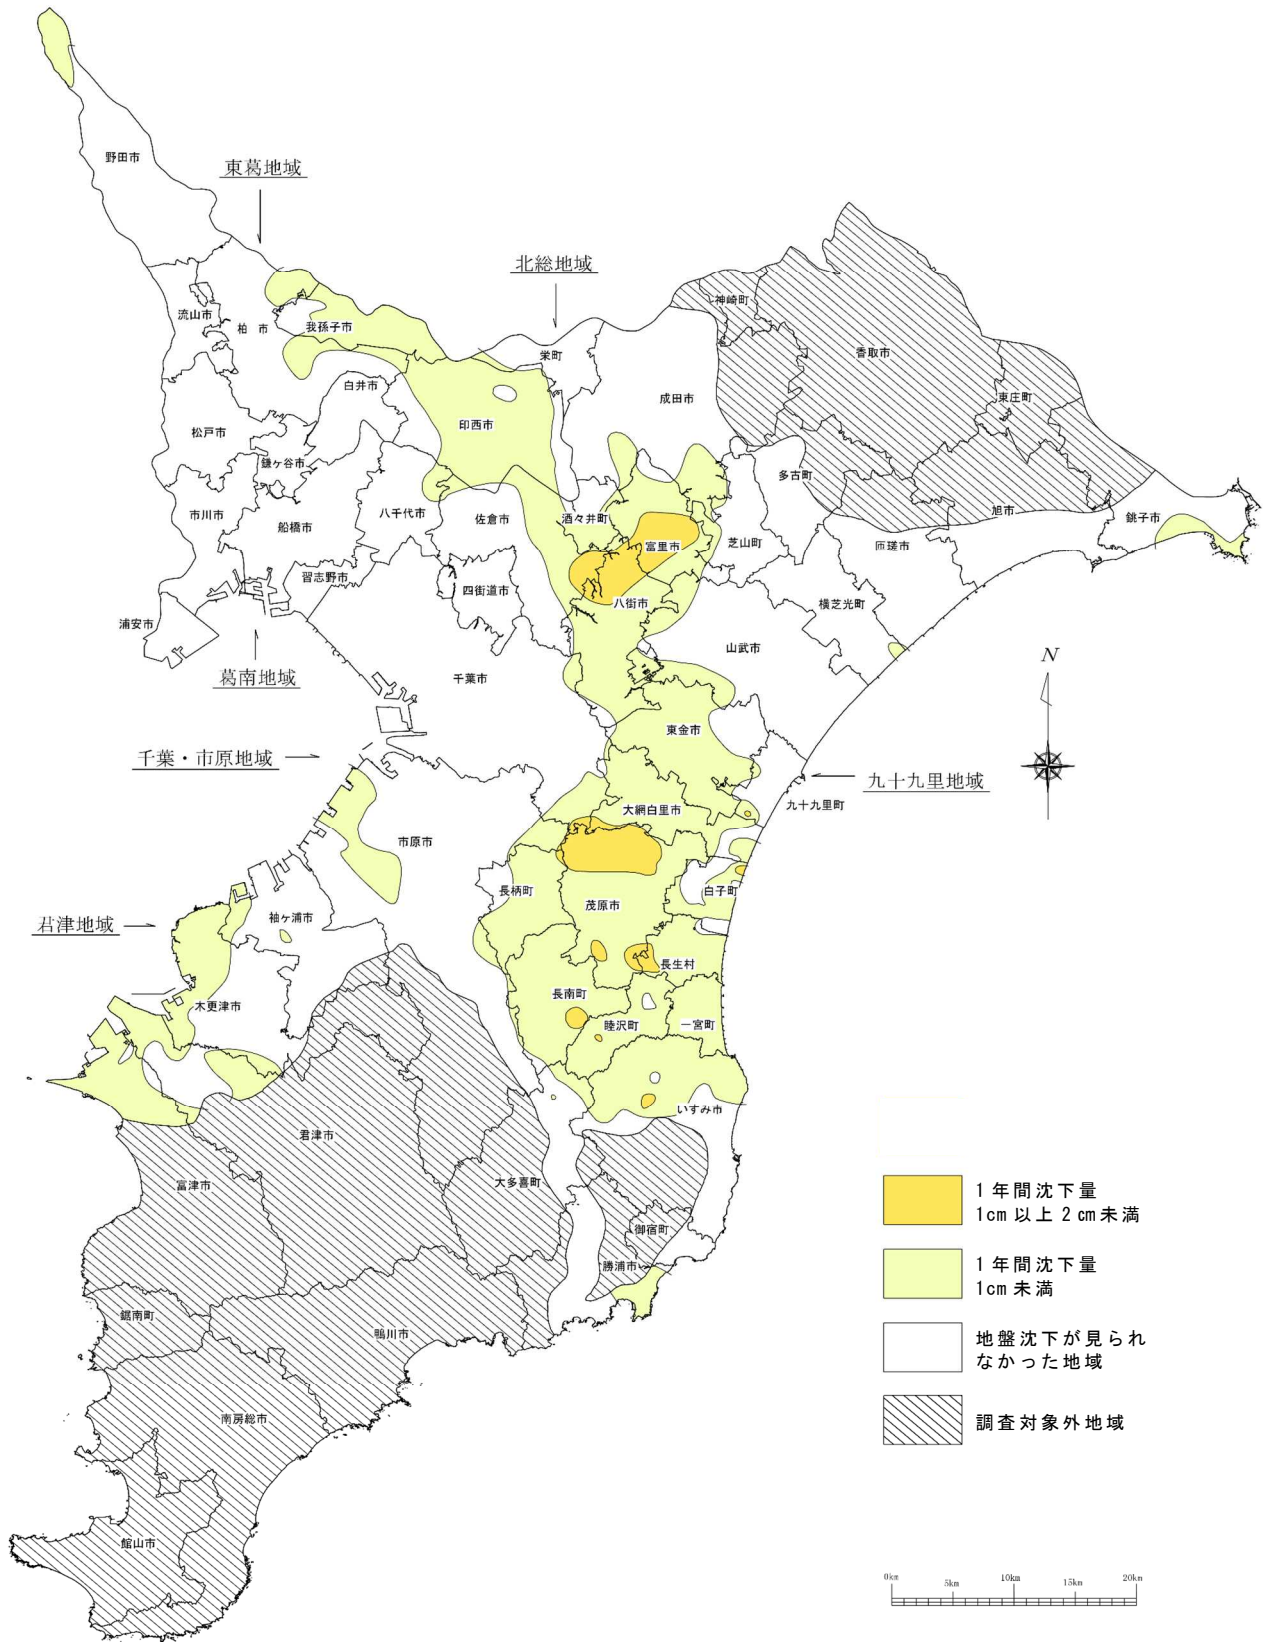 野田市
東葛地域
北総地域
神崎町
流山市
柏 市
我孫子市
栄町
香取市
白井市
成田市
東庄町
印西市
松戸市
鎌ヶ谷市
多古町
市川市
船橋市
八千代市
佐倉市
酒々井町
旭市
銚子市
富里市
芝山町
匝瑳市
習志野市
四街道市
八街市
横芝光町
浦安市
山武市
葛南地域
千葉市
N
東金市
千葉・市原地域
九十九里地域
大網白里市
九十九里町
市原市
長柄町
白子町
茂原市
袖ヶ浦市
君津地域
長生村
長南町
木更津市
睦沢町
一宮町
いすみ市
君津市
富津市
大多喜町
1年間沈下量
1cm以上2cm未満
御宿町
勝浦市
1年間沈下量
1cm未満
鋸南町
鴨川市
地盤沈下が見られ
なかった地域
南房総市
調査対象外地域
館山市
0km 5km 10km 15km 20km